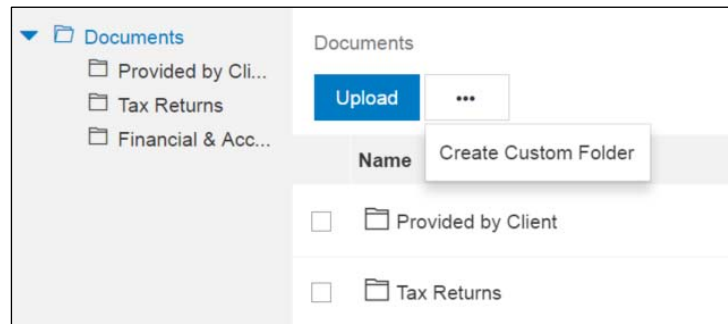 Documents
Provided by Cli...
Tax Returns
Financial & Acc...
Documents
Upload
•••
Create Custom Folder
Name
Provided by Client
Tax Returns